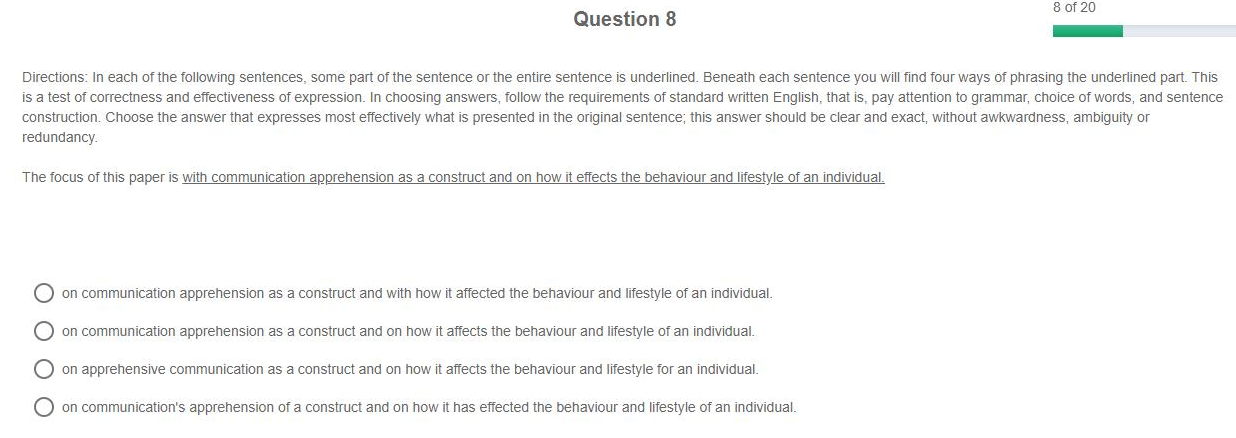 Question 8
8 of 20
Directions: In each of the following sentences, some part of the sentence or the entire sentence is underlined. Beneath each sentence you will find four ways of phrasing the underlined part. This
is a test of correctness and effectiveness of expression. In choosing answers, follow the requirements of standard written English, that is, pay attention to grammar, choice of words, and sentence
construction. Choose the answer that expresses most effectively what is presented in the original sentence; this answer should be clear and exact, without awkwardness, ambiguity or
redundancy.
The focus of this paper is with communication apprehension as a construct and on how it effects the behaviour and lifestyle of an individual.
on communication apprehension as a construct and with how it affected the behaviour and lifestyle of an individual.
on communication apprehension as a construct and on how it affects the behaviour and lifestyle of an individual.
on apprehensive communication as a construct and on how it affects the behaviour and lifestyle for an individual.
on communication's apprehension of a construct and on how it has effected the behaviour and lifestyle of an individual.